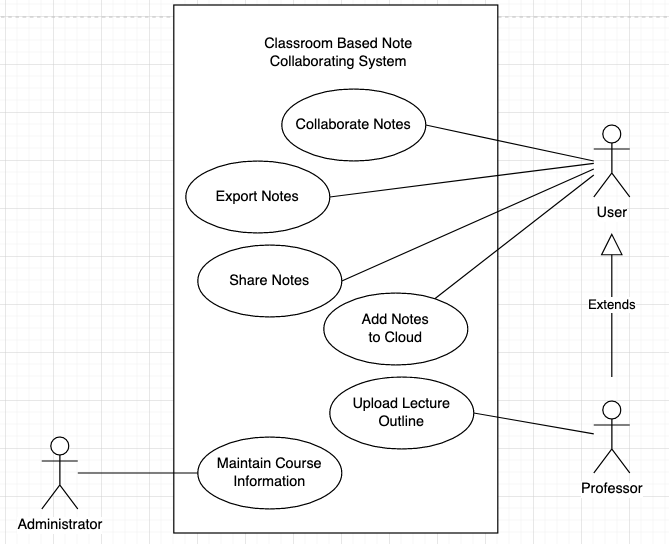 Classroom Based Note
Collaborating System
Collaborate Notes
Export Notes
User
Share Notes
Extends
Add Notes
to Cloud
Upload Lecture
Outline
Maintain Course
Information
Professor
Administrator